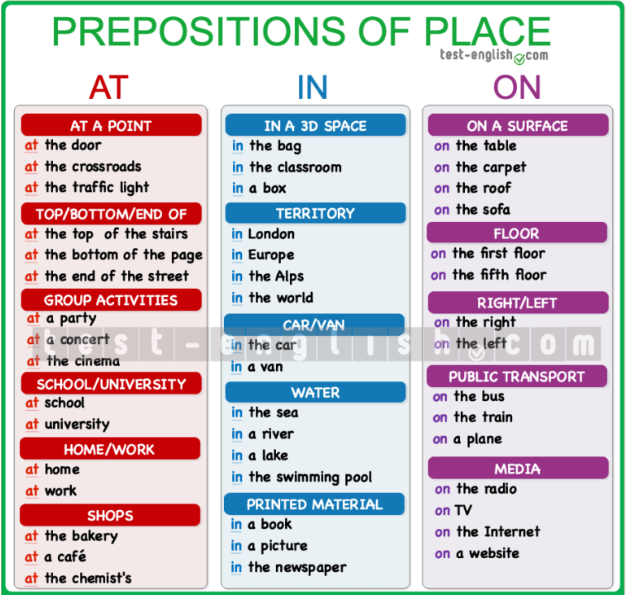 PREPOSITIONS OF PLACE
test-english.com
AT
AT A POINT
at the door
at the crossroads
at the traffic light
TOP/BOTTOM/END OF
at the top of the stairs
at the bottom of the page
at the end of the street
GROUP ACTIVITIES
at a party
at a concert
at the cinema
SCHOOL/UNIVERSITY
at school
at university
HOME/WORK
at home
at work
SHOPS
at the bakery
at a café
at the chemist's
IN
IN A 3D SPACE
in the bag
in the classroom
in a box
TERRITORY
in London
in Europe
in the Alps
in the world
CAR/VAN
in the car
in a van
WATER
in the sea
in a river
in a lake
in the swimming pool
PRINTED MATERIAL
in a book
in a picture
in the newspaper
ON
ON A SURFACE
on the table
on the carpet
on the roof
on the sofa
FLOOR
on the first floor
on the fifth floor
RIGHT/LEFT
on the right
on the left
PUBLIC TRANSPORT
on the bus
on the train
on a plane
MEDIA
on the radio
on TV
on the Internet
on a website
test-english.com